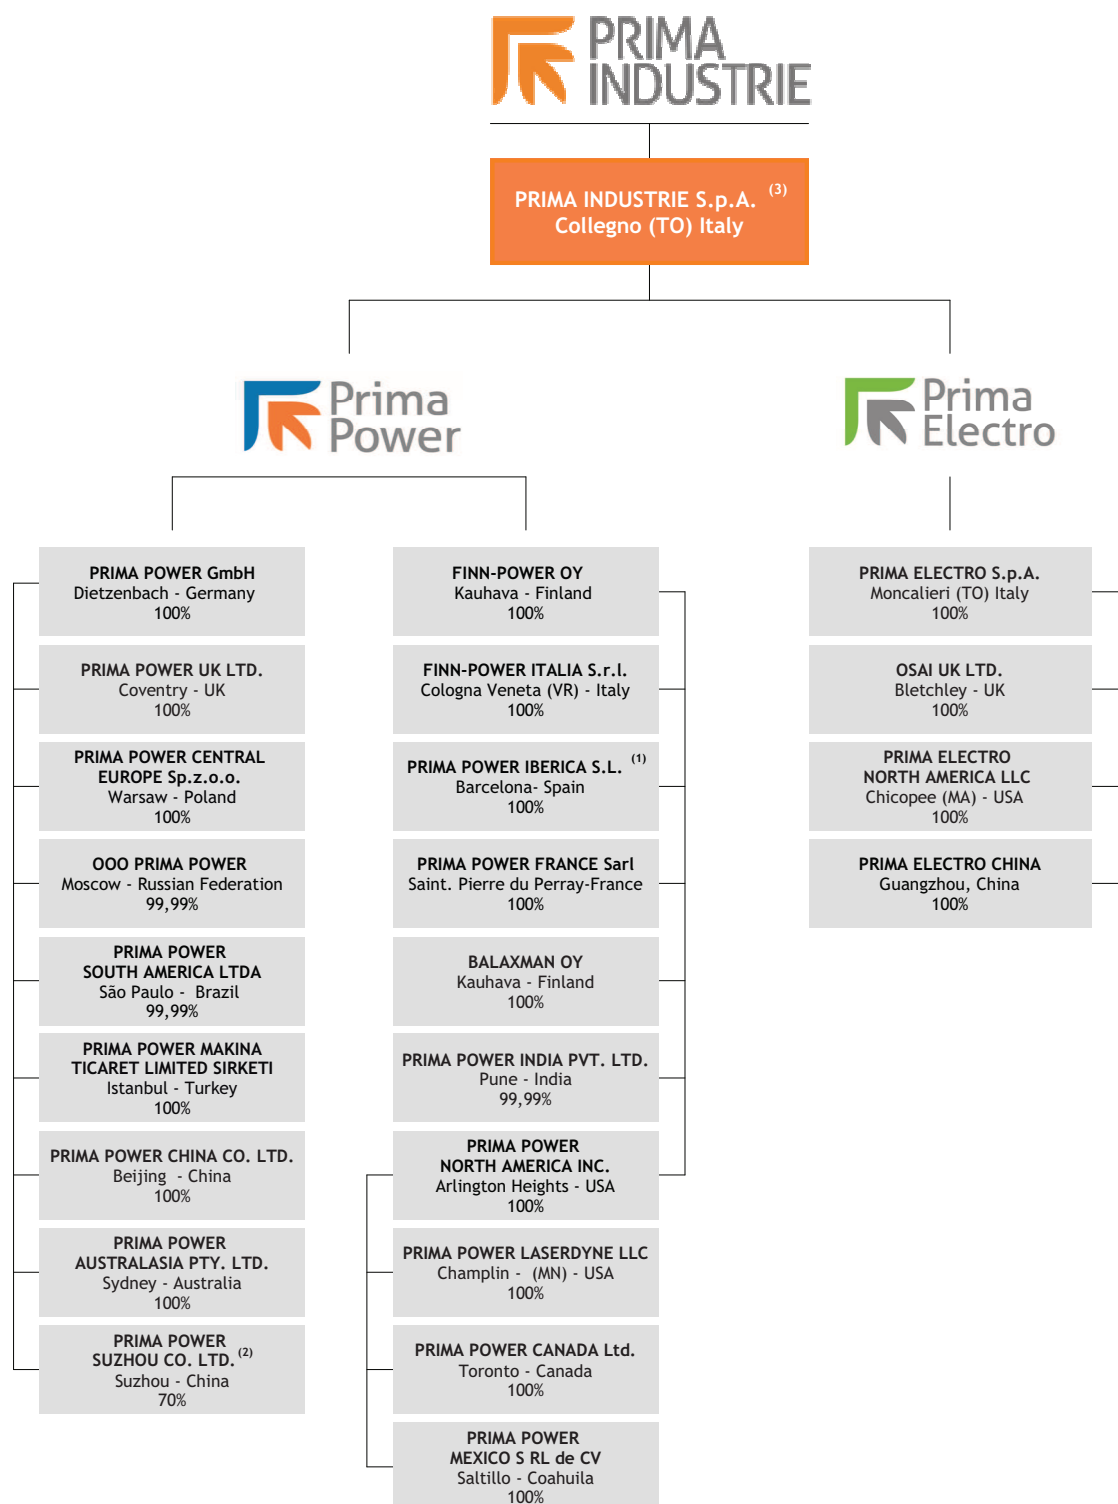 PRIMA
INDUSTRIE
PRIMA INDUSTRIE S.p.A. (3)
Collegno (TO) Italy
Prima
Power
Prima
Electro
PRIMA POWER GmbH
Dietzenbach - Germany
100%
PRIMA POWER UK LTD.
Coventry - UK
100%
PRIMA POWER CENTRAL
EUROPE Sp.z.o.o.
Warsaw - Poland
100%
OOO PRIMA POWER
Moscow - Russian Federation
99,99%
PRIMA POWER
SOUTH AMERICA LTDA
São Paulo - Brazil
99,99%
PRIMA POWER MAKINA
TICARET LIMITED SIRKETI
Istanbul - Turkey
100%
PRIMA POWER CHINA CO. LTD.
Beijing - China
100%
PRIMA POWER
AUSTRALASIA PTY. LTD.
Sydney - Australia
100%
PRIMA POWER
SUZHOU CO. LTD. (2)
Suzhou - China
70%
FINN-POWER OY
Kauhava - Finland
100%
FINN-POWER ITALIA S.r.l.
Cologna Veneta (VR) - Italy
100%
PRIMA POWER IBERICA S.L. (1)
Barcelona- Spain
100%
PRIMA POWER FRANCE Sarl
Saint. Pierre du Perray-France
100%
BALAXMAN OY
Kauhava - Finland
100%
PRIMA POWER INDIA PVT. LTD.
Pune - India
99,99%
PRIMA POWER
NORTH AMERICA INC.
Arlington Heights - USA
100%
PRIMA POWER LASERDYNE LLC
Champlin - (MN) - USA
100%
PRIMA POWER CANADA Ltd.
Toronto - Canada
100%
PRIMA POWER
MEXICO S RL de CV
Saltillo - Coahuila
100%
PRIMA ELECTRO S.p.A.
Moncalieri (TO) Italy
100%
OSAI UK LTD.
Bletchley - UK
100%
PRIMA ELECTRO
NORTH AMERICA LLC
Chicopee (MA) - USA
100%
PRIMA ELECTRO CHINA
Guangzhou, China
100%